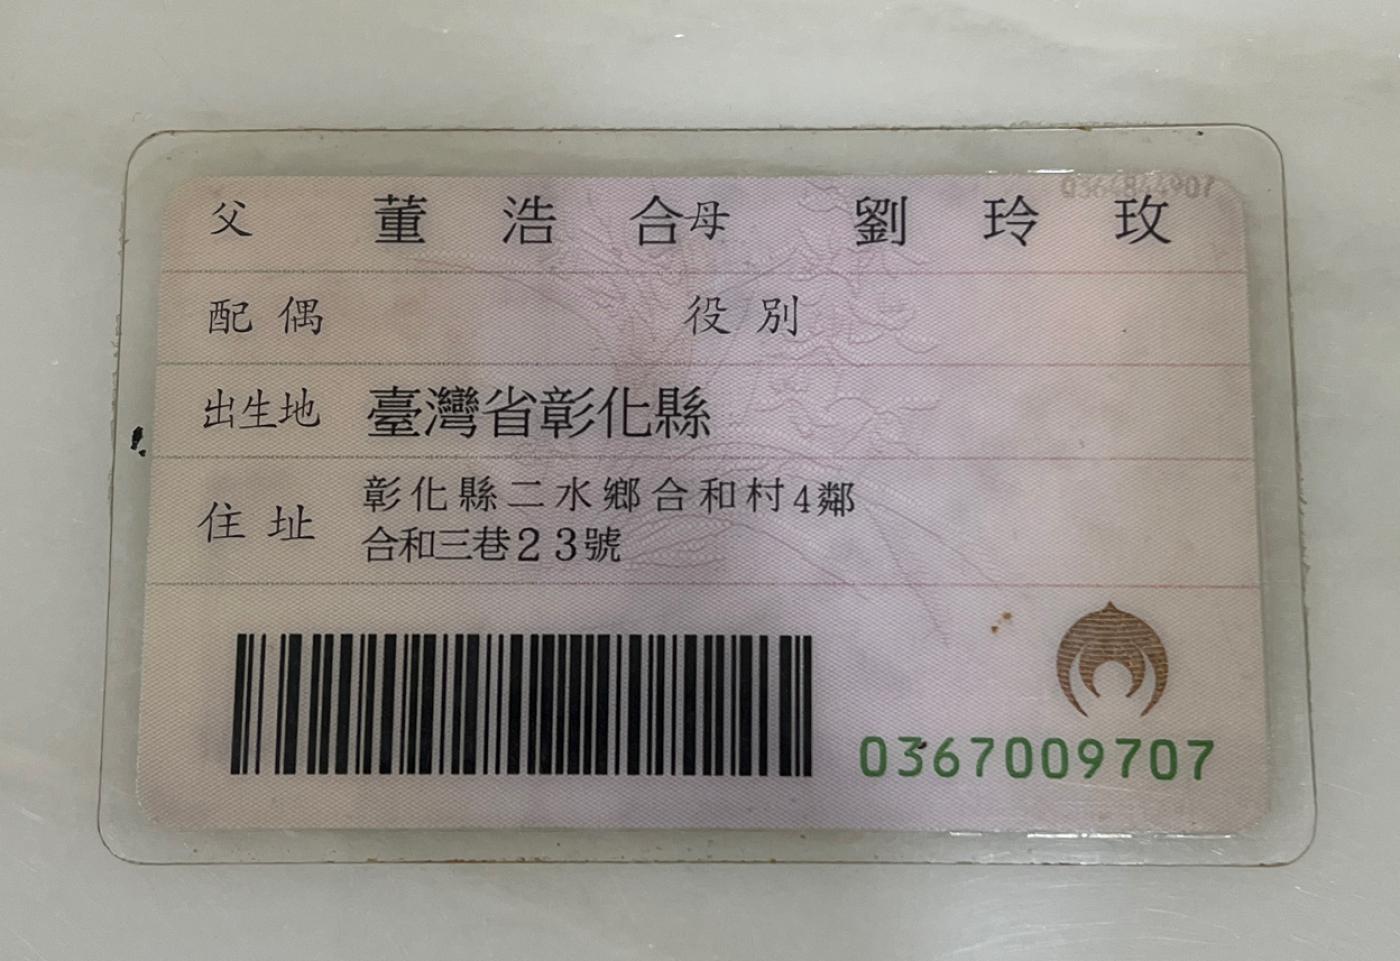 父 董浩合 母 劉玲玫
配偶 役別
出生地 臺灣省彰化縣
住址 彰化縣二水鄉合和村4鄰
合和三巷23號
0367009707